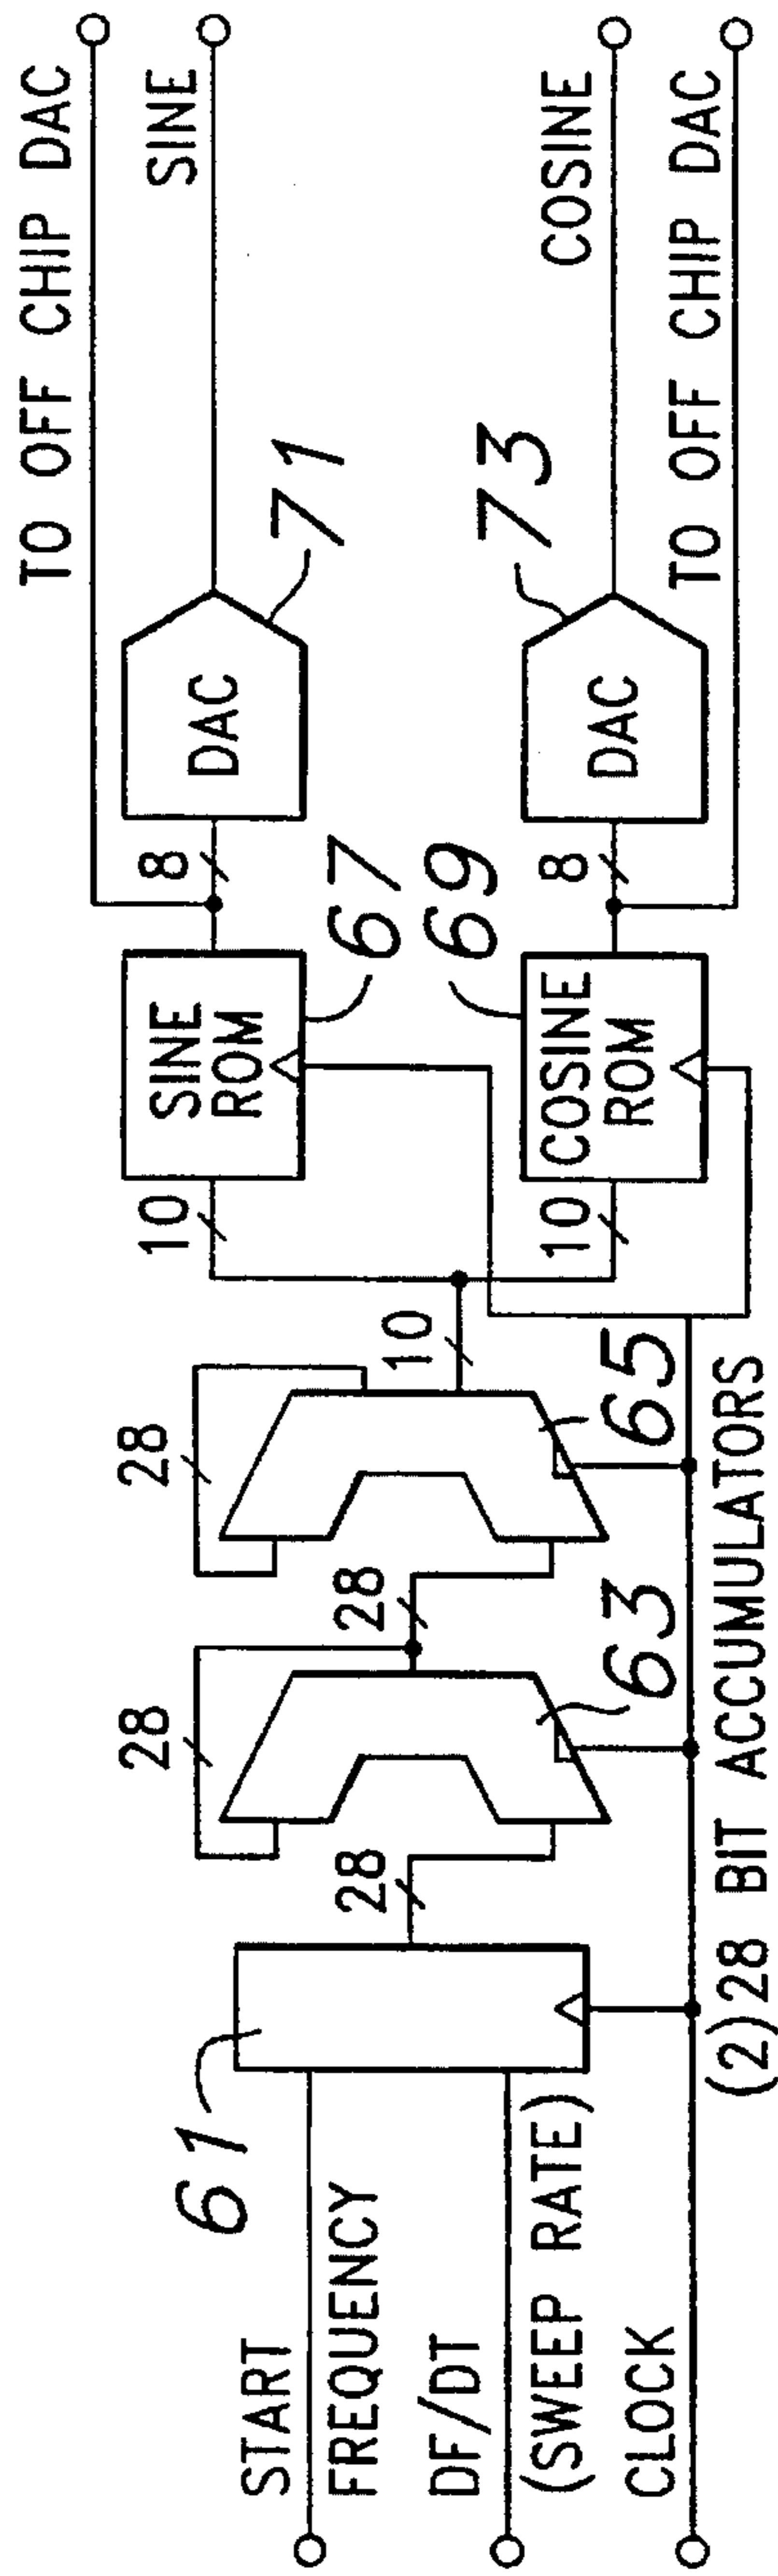 TO OFF CHIP DAC
SINE
DAC
71
8
SINE
ROM
67
10
COSINE
DAC
73
8
COSINE
ROM
69
10
TO OFF CHIP DAC
10
28
28
65
28
28
63
(2)28 BIT ACCUMULATORS
61
START
FREQUENCY
DF/DT
(SWEEP RATE)
CLOCK